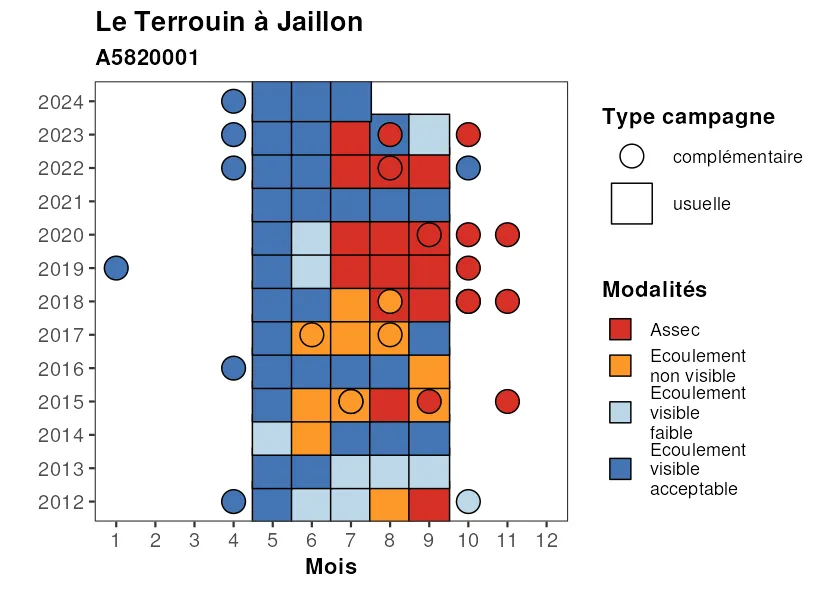 Le Terrouin à Jaillon
A5820001
2024
2023
2022
2021
2020
2019
2018
2017
2016
2015
2014
2013
2012
1 2 3 4 5 6 7 8 9 10 11 12
Mois
Type campagne
complémentaire
usuelle
Modalités
Assec
Ecoulement
non visible
Ecoulement
visible
faible
Ecoulement
visible
acceptable